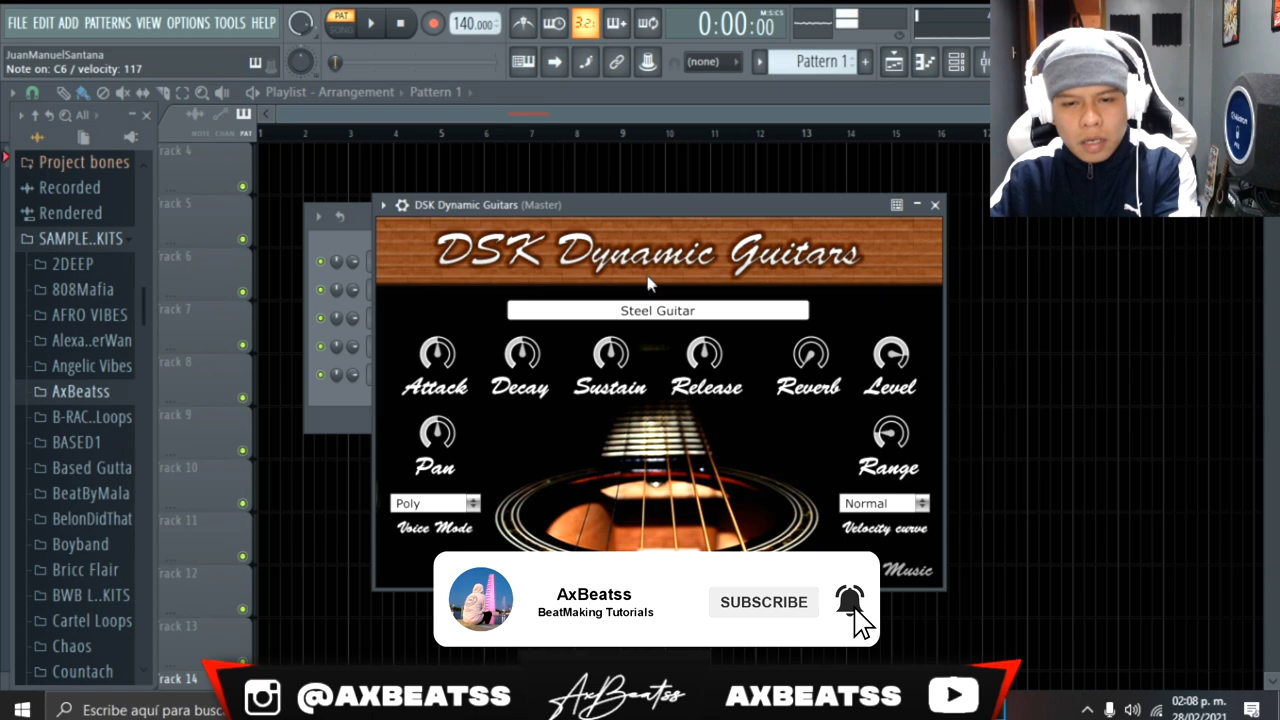 FILE EDIT ADD PATTERNS VIEW OPTIONS TOOLS HELP
PAT
SONG
140.000
32:
0:00:00
M:S:CS
JuanManuelSantana
Note on: C6 / velocity: 117
(none)
Pattern 1
Playlist - Arrangement
Pattern 1
All
NOTE CHAN PAT
1 2 3 4 5 6 7 8 9 10 11 12 13 14 15 16 17
Project bones
Recorded
Rendered
SAMPLE..KITS
2DEEP
808Mafia
AFRO VIBES
Alexa..erWan
Angelic Vibes
AxBeatss
B-RAC..Loops
BASED1
Based Gutta
BeatByMala
BelonDidThat
Boyband
Bricc Flair
BWB L...KITS
Cartel Loops
Chaos
Countach
rack 4
rack 5
rack 6
rack 7
rack 8
rack 9
rack 10
rack 11
rack 12
rack 13
rack 14
DSK Dynamic Guitars (Master)
DSK Dynamic Guitars
Steel Guitar
Attack Decay Sustain Release Reverb Level
Pan Range
Poly Normal
Voice Mode Velocity curve
Music
AxBeatss
BeatMaking Tutorials
SUBSCRIBE
@AXBEATSS AxBeatss AXBEATSS
Escribe aquí para busc
02:08 p. m.
28/02/2021